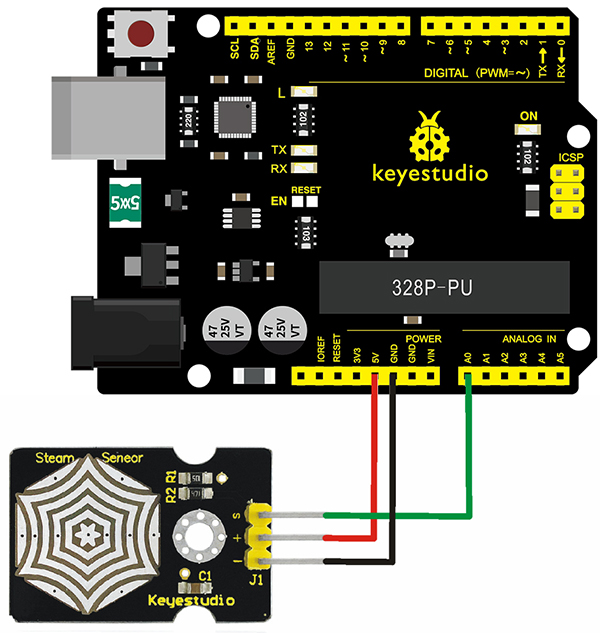 SCL
SDA
AREF
GND
13
12
~11
~10
~9
8
7
~6
~5
4
~3
2
TX→1
RX←0
DIGITAL (PWM=~)
L
220
102
TX
RX
ON
102
ICSP
keyestudio
5XX5
RESET
EN
103
328P-PU
47
25V
VT
47
25V
VT
IOREF
RESET
3V3
5V
GND
GND
VIN
POWER
ANALOG IN
A0
A1
A2
A3
A4
A5
Steam Seneor
R1
R2
S
+
-
J1
C1
Keyestudio